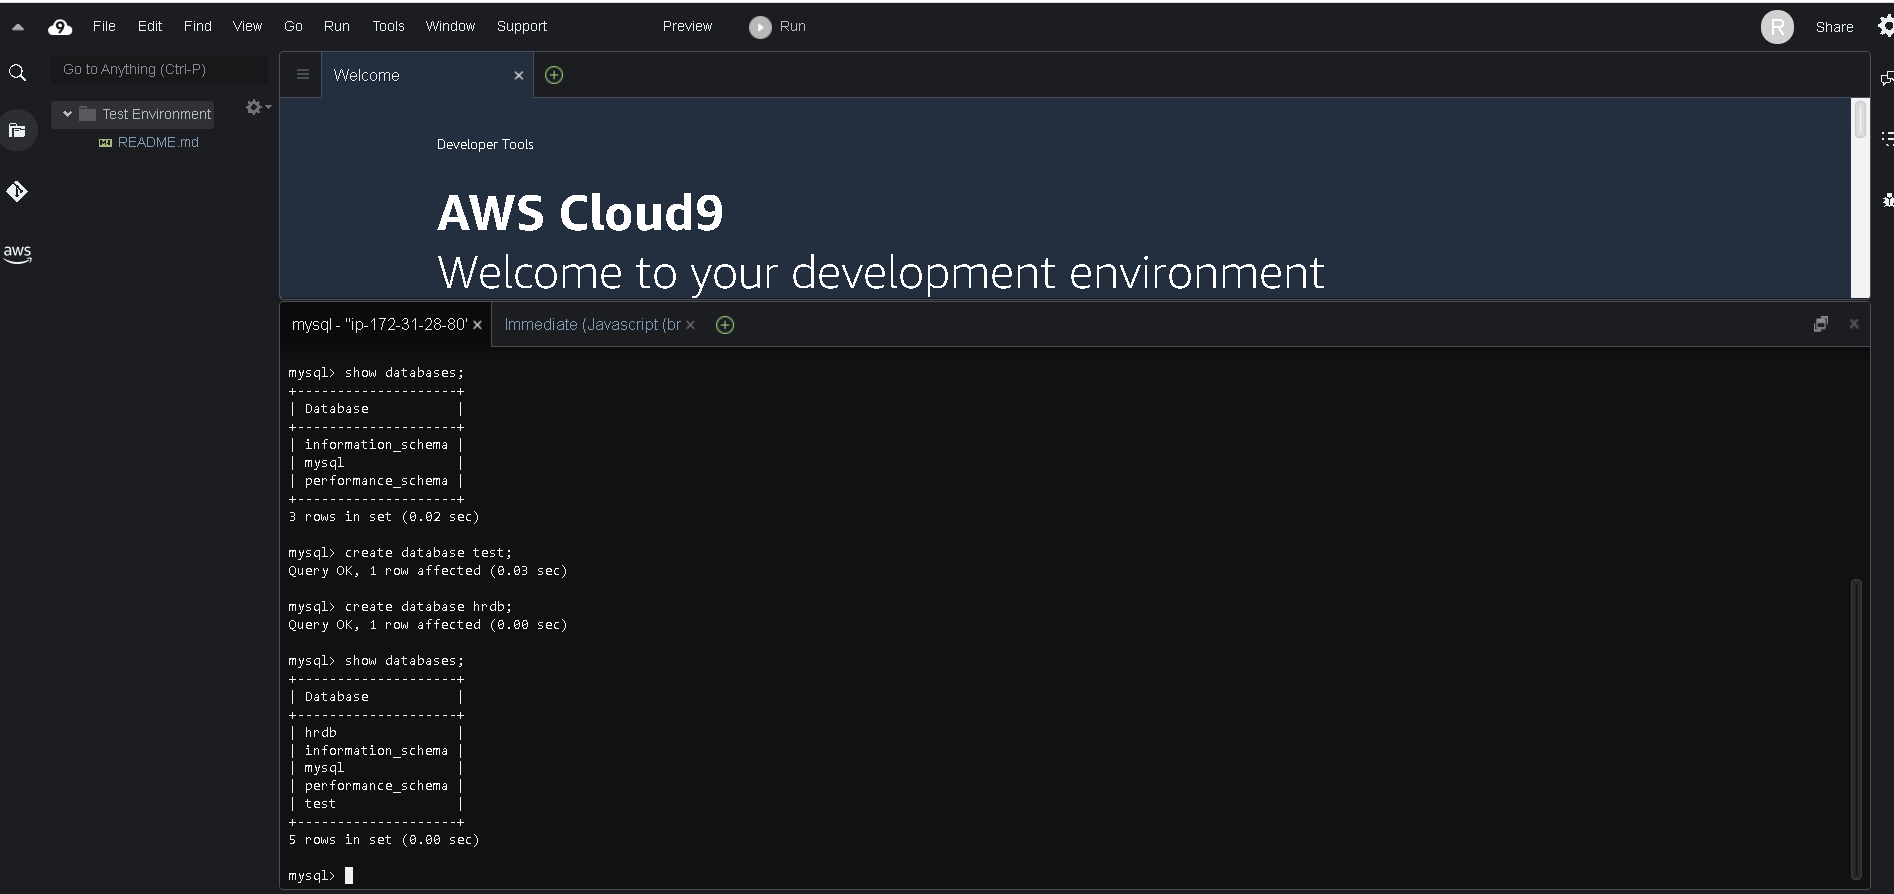 9 File Edit Find View Go Run Tools Window Support Preview Run R Share
Go to Anything (Ctrl-P)
Welcome
Test Environment
README.md
aws
Developer Tools
AWS Cloud9
Welcome to your development environment
mysql - "ip-172-31-28-80" Immediate (Javascript (br
mysql> show databases;
+--------------------+
| Database           |
+--------------------+
| information_schema |
| mysql              |
| performance_schema |
+--------------------+
3 rows in set (0.02 sec)
mysql> create database test;
Query OK, 1 row affected (0.03 sec)
mysql> create database hrdb;
Query OK, 1 row affected (0.00 sec)
mysql> show databases;
+--------------------+
| Database           |
+--------------------+
| hrdb               |
| information_schema |
| mysql              |
| performance_schema |
| test               |
+--------------------+
5 rows in set (0.00 sec)
mysql>